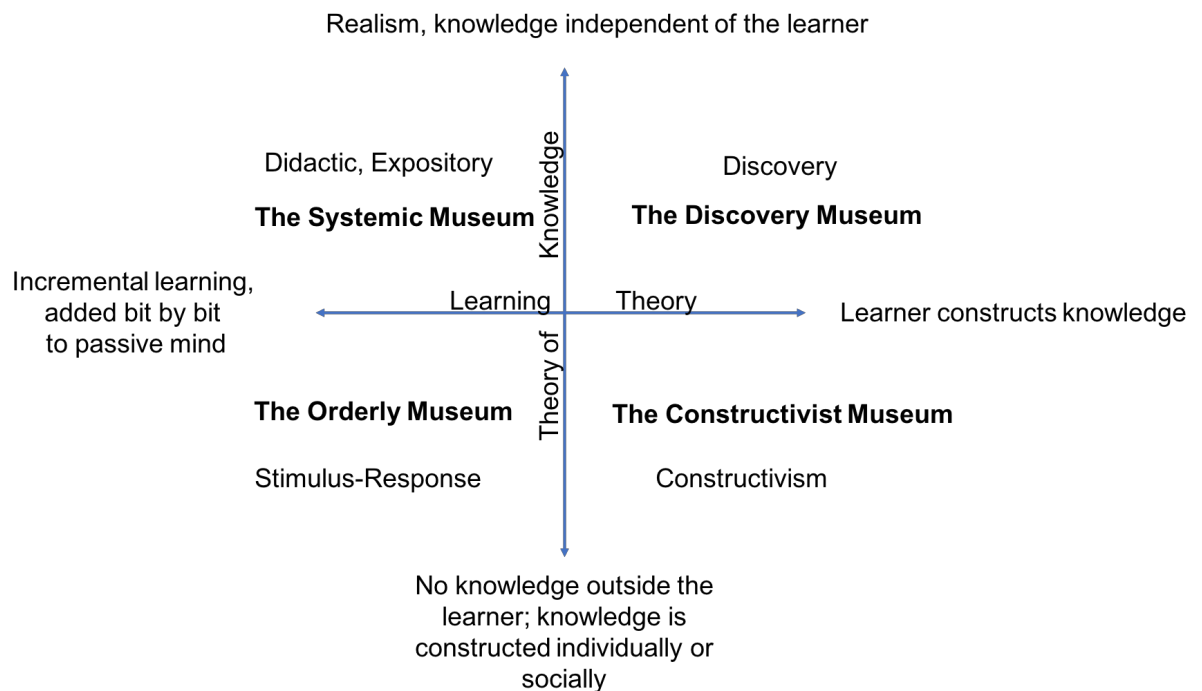 Realism, knowledge independent of the learner
Didactic, Expository
Discovery
The Systemic Museum
The Discovery Museum
Theory of Knowledge
Incremental learning,
added bit by bit
to passive mind
Learning Theory
Learner constructs knowledge
The Orderly Museum
The Constructivist Museum
Stimulus-Response
Constructivism
No knowledge outside the
learner; knowledge is
constructed individually or
socially